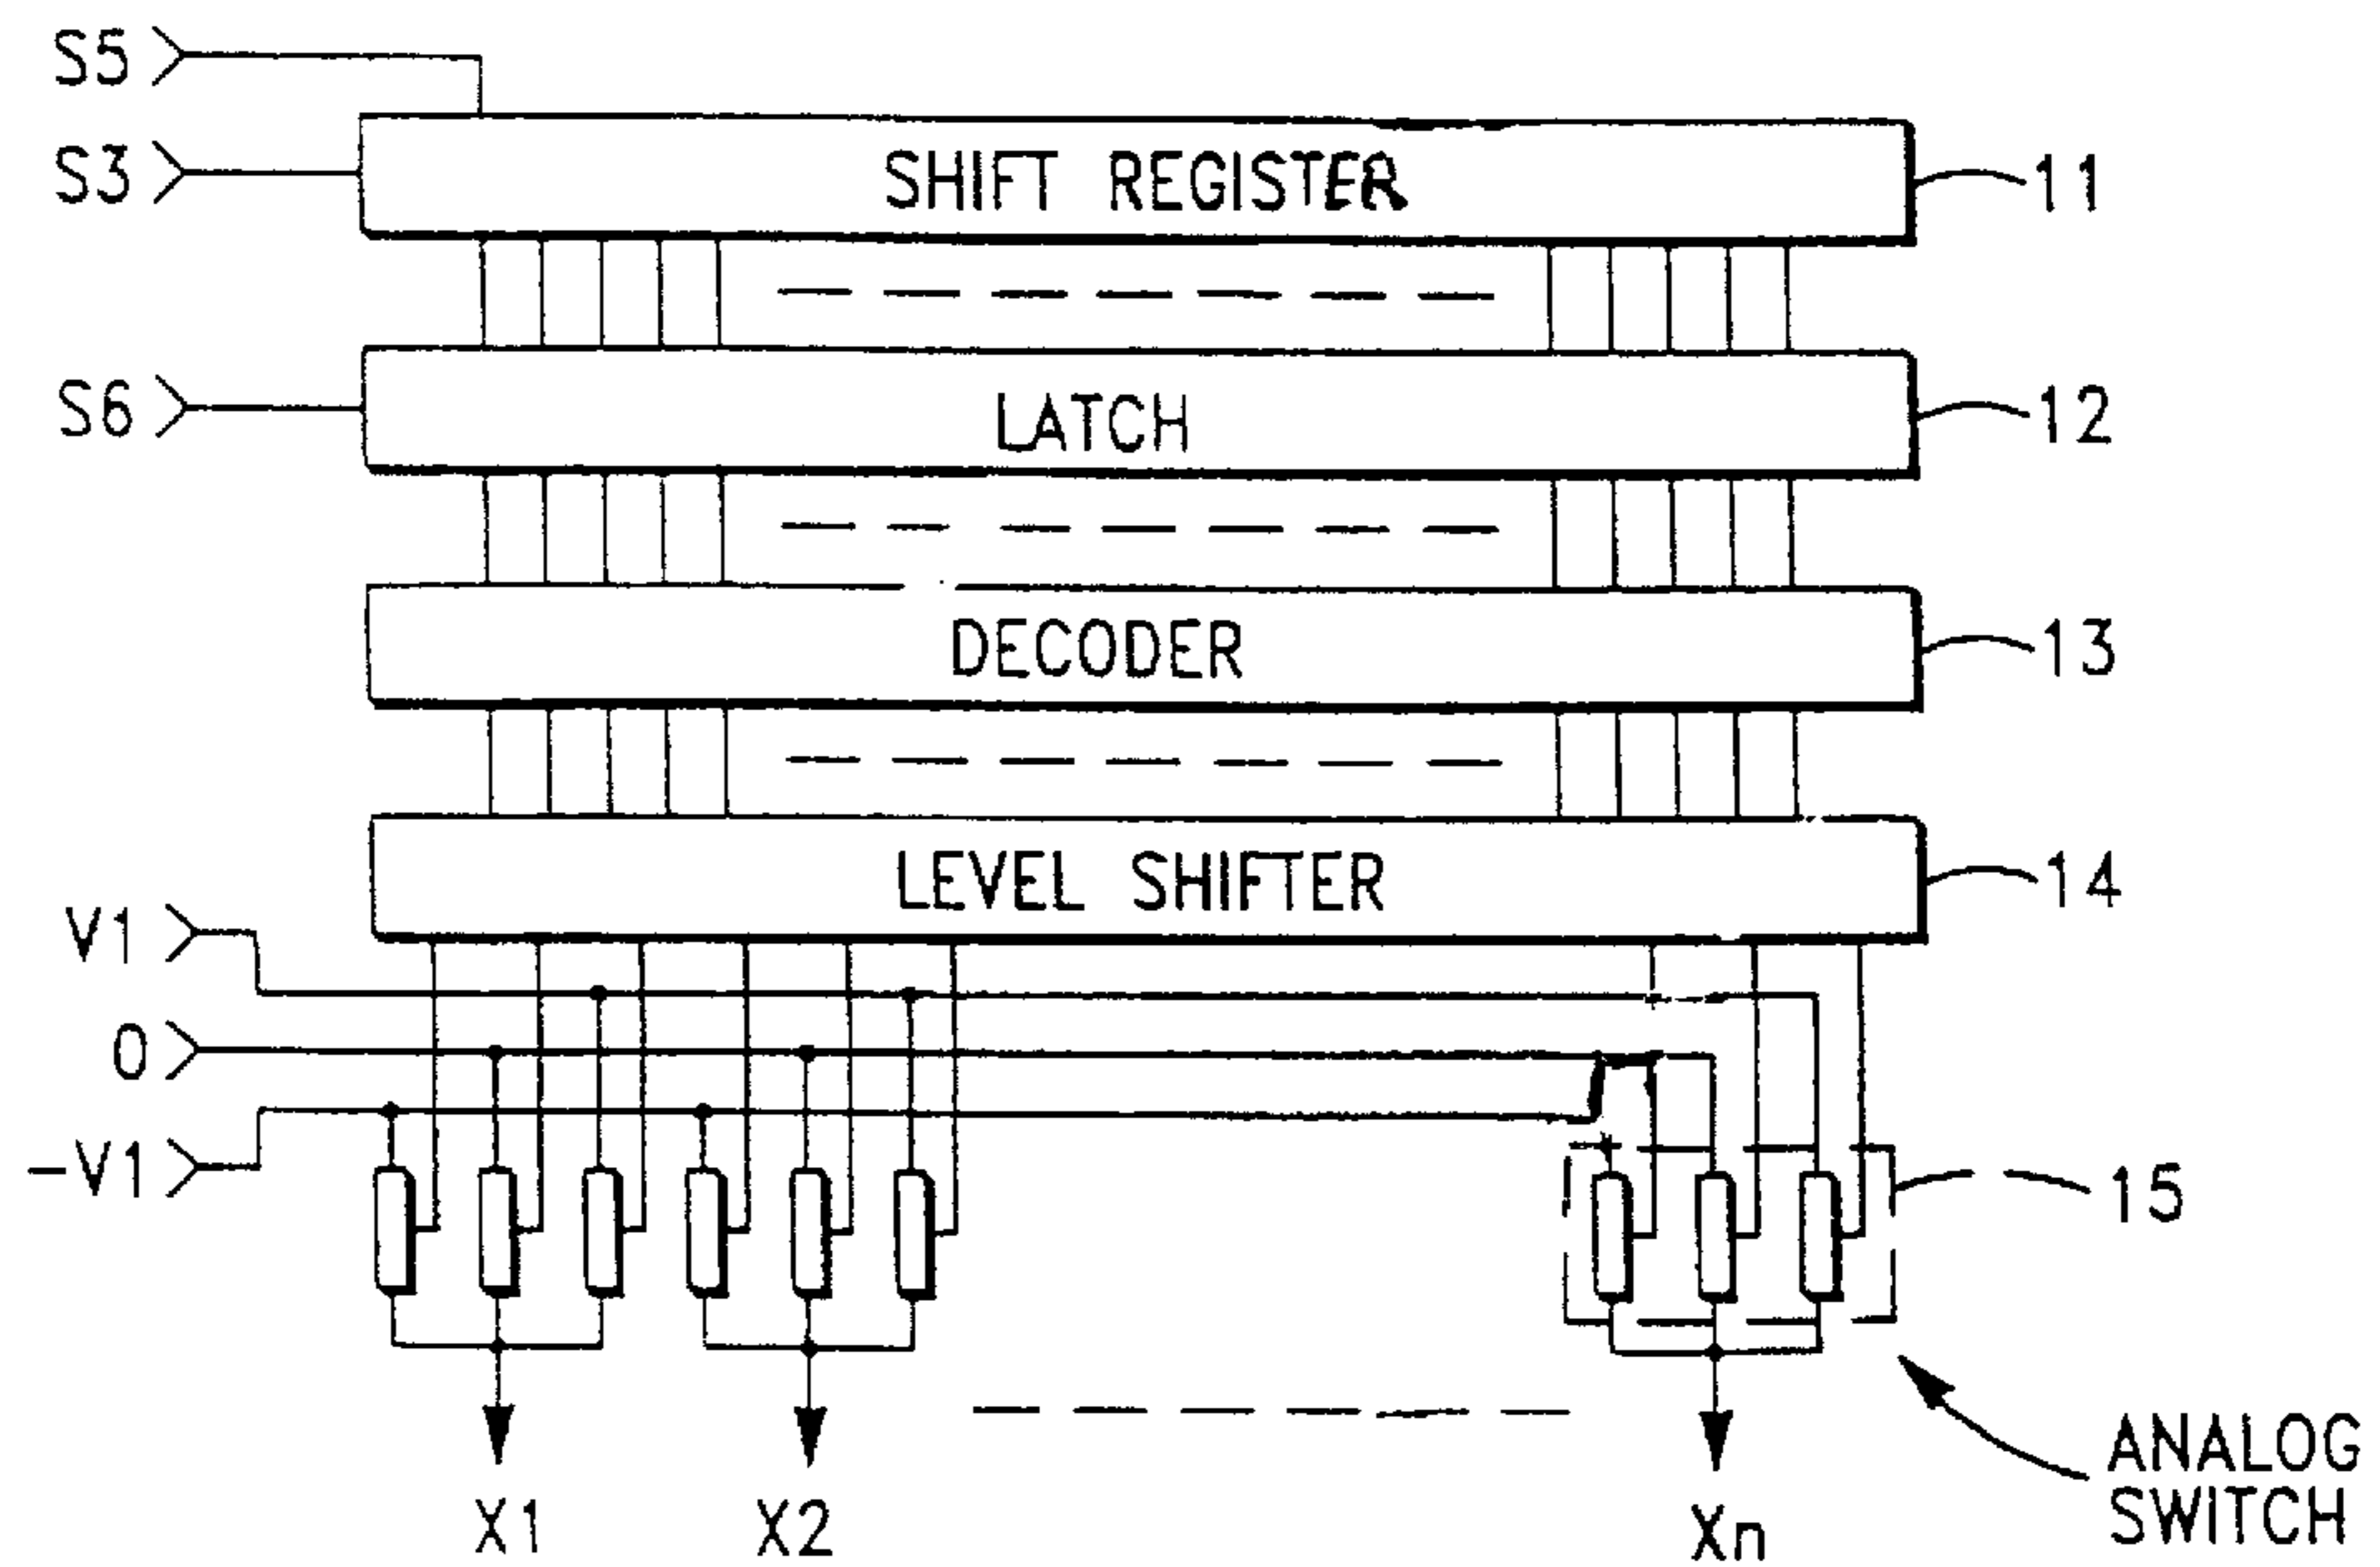 S5
S3
SHIFT REGISTER
11
S6
LATCH
12
DECODER
13
LEVEL SHIFTER
14
V1
0
-V1
15
X1
X2
Xn
ANALOG
SWITCH